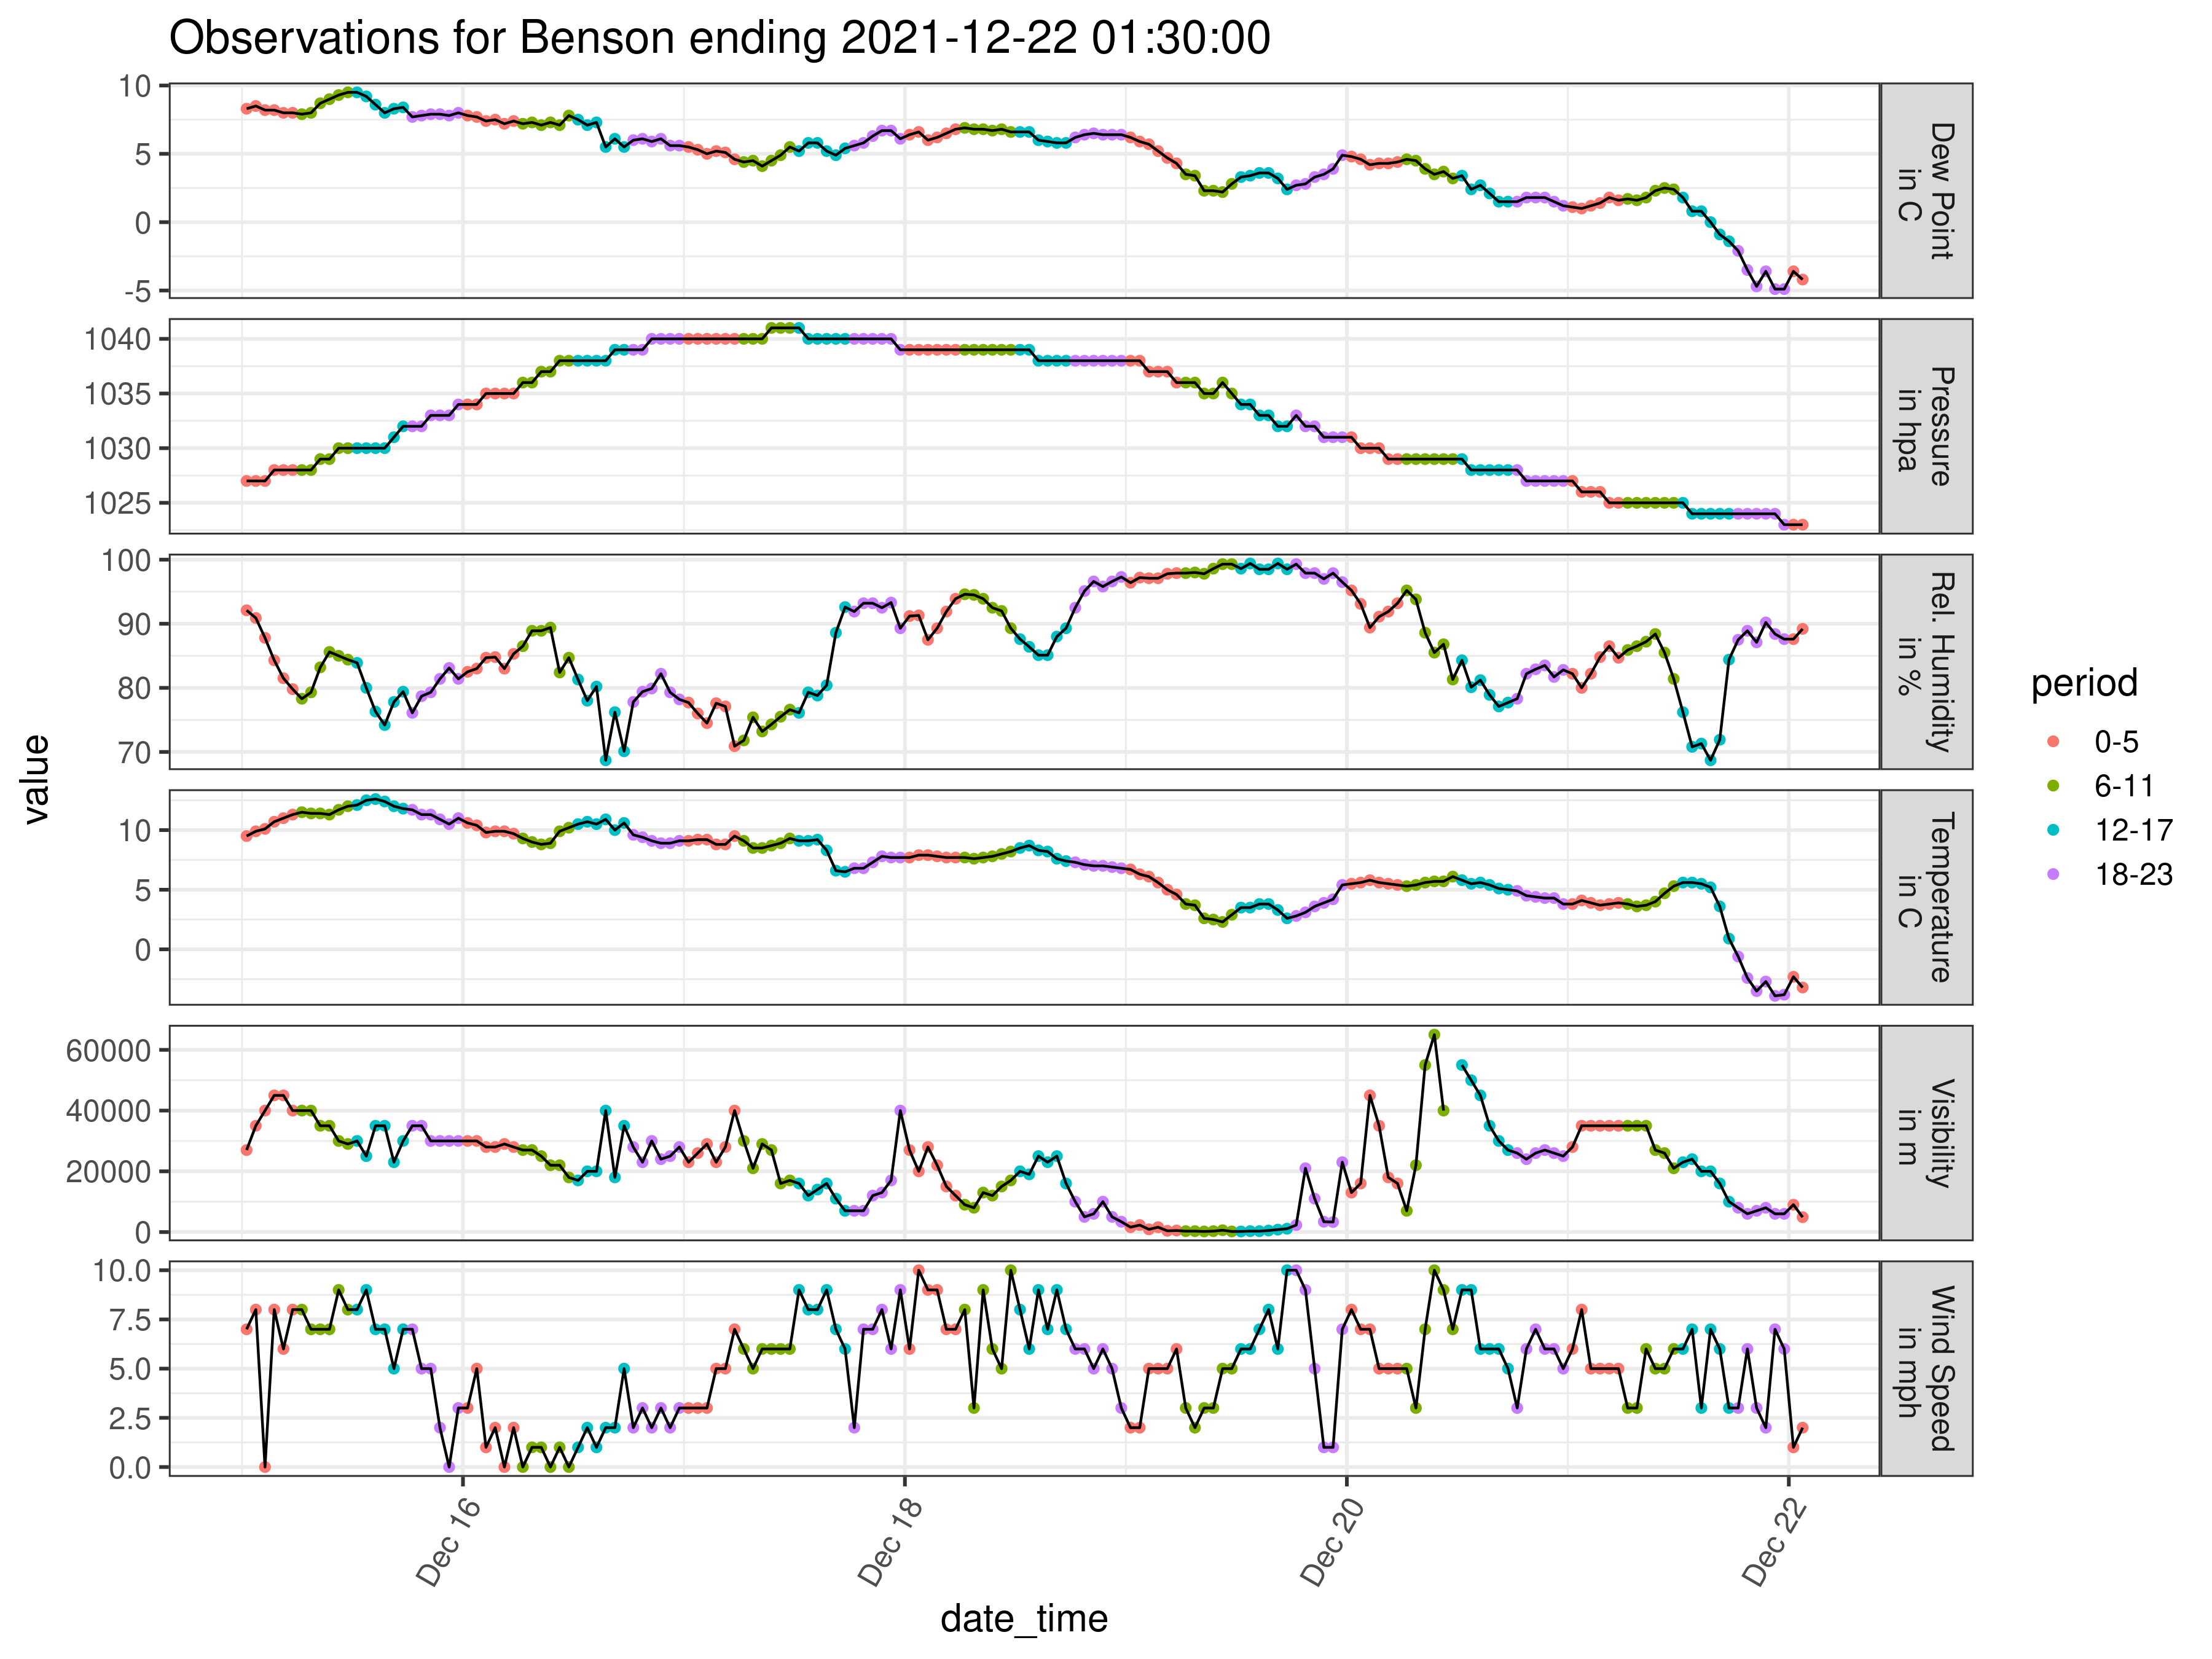 Observations for Benson ending 2021-12-22 01:30:00
value
10
5
0
-5
Dew Point
in C
1040
1035
1030
1025
Pressure
in hpa
100
90
80
70
Rel. Humidity
in %
10
5
0
Temperature
in C
60000
40000
20000
0
Visibility
in m
10.0
7.5
5.0
2.5
0.0
Wind Speed
in mph
Dec 16
Dec 18
Dec 20
Dec 22
date_time
period
0-5
6-11
12-17
18-23